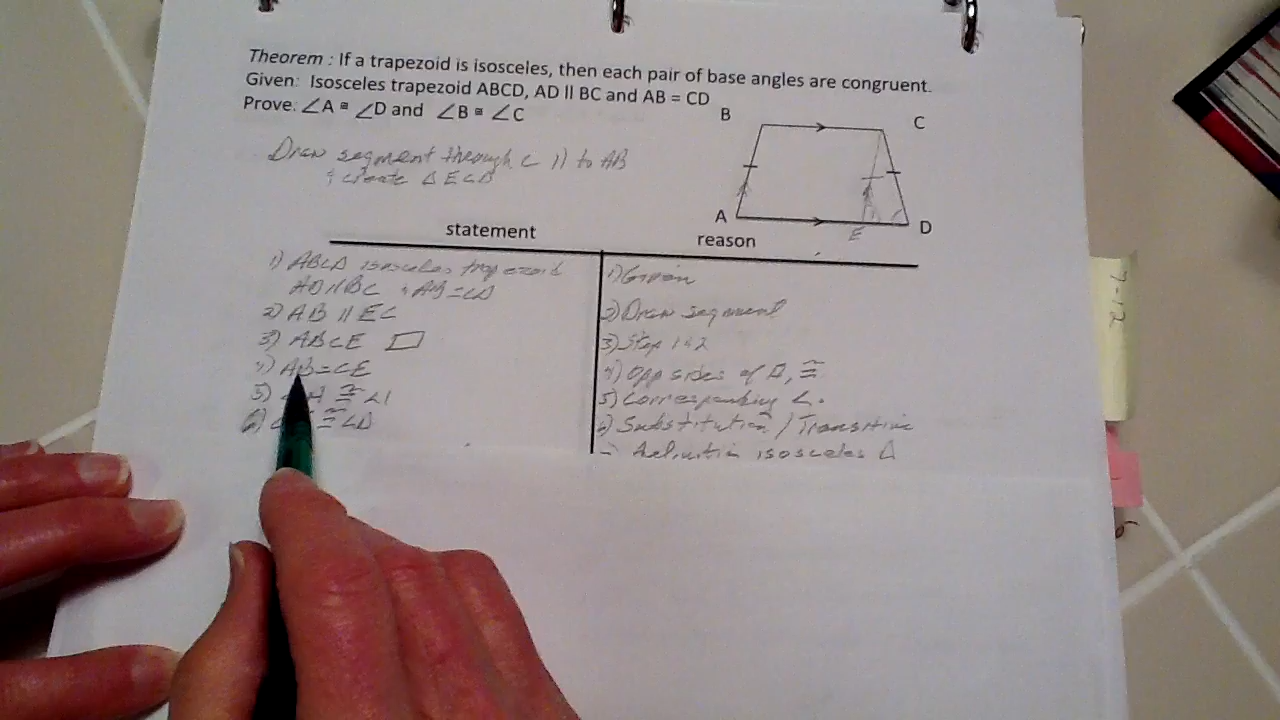 Theorem : If a trapezoid is isosceles, then each pair of base angles are congruent.
Given: Isosceles trapezoid ABCD, AD ll BC and AB = CD
Prove: ∠A ≅ ∠D and ∠B ≅ ∠C
B
C
Draw segment through C || to AB
& create △ ECD
A
D
E
statement
reason
1) ABCD isosceles trapezoid
AD || BC & AB = CD
2) AB || EC
3) ABCE ▱
4) AB = CE
5) ≅ ∠1
6) ≅ ∠D
1) Given
2) Draw segment
3) Step 1 & 2
4) Opp sides of ▱, ≅
5) Corresponding ∠.
6) Substitution / Transitive
Definition isosceles △
7-12